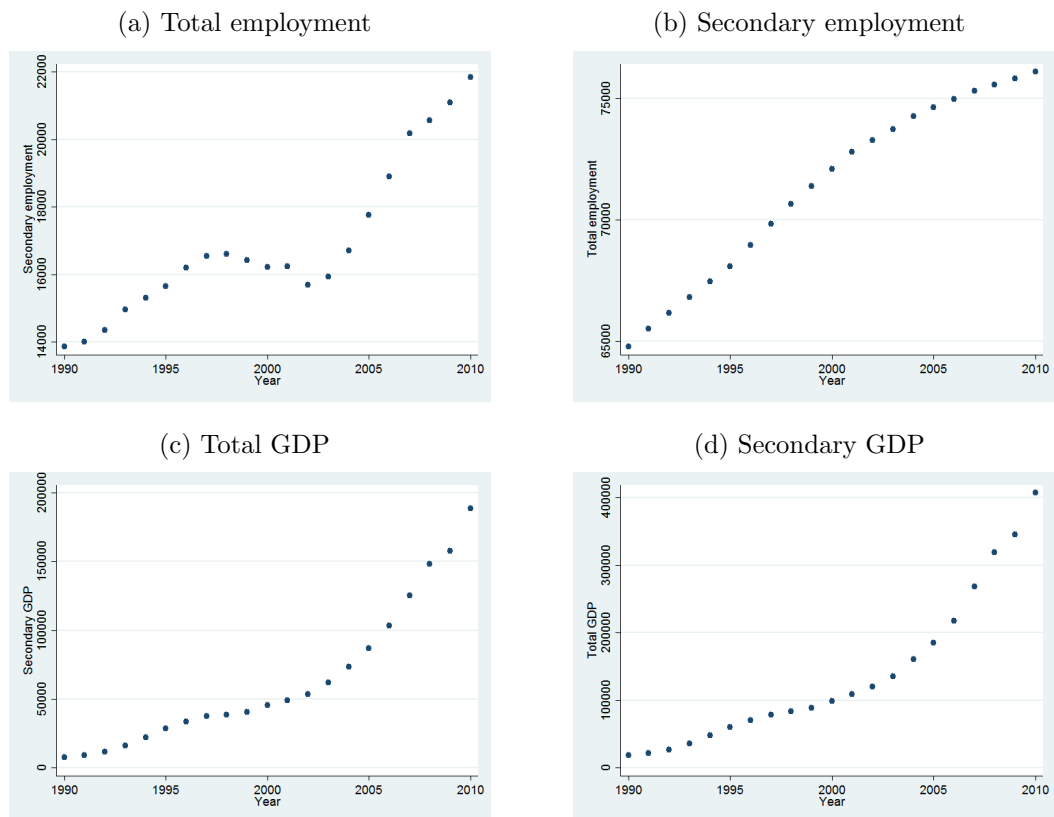 (a) Total employment
Secondary employment
22000
20000
18000
16000
14000
1990 1995 2000 2005 2010
Year
(b) Secondary employment
Total employment
75000
70000
65000
1990 1995 2000 2005 2010
Year
(c) Total GDP
Secondary GDP
200000
150000
100000
50000
0
1990 1995 2000 2005 2010
Year
(d) Secondary GDP
Total GDP
400000
300000
200000
100000
0
1990 1995 2000 2005 2010
Year